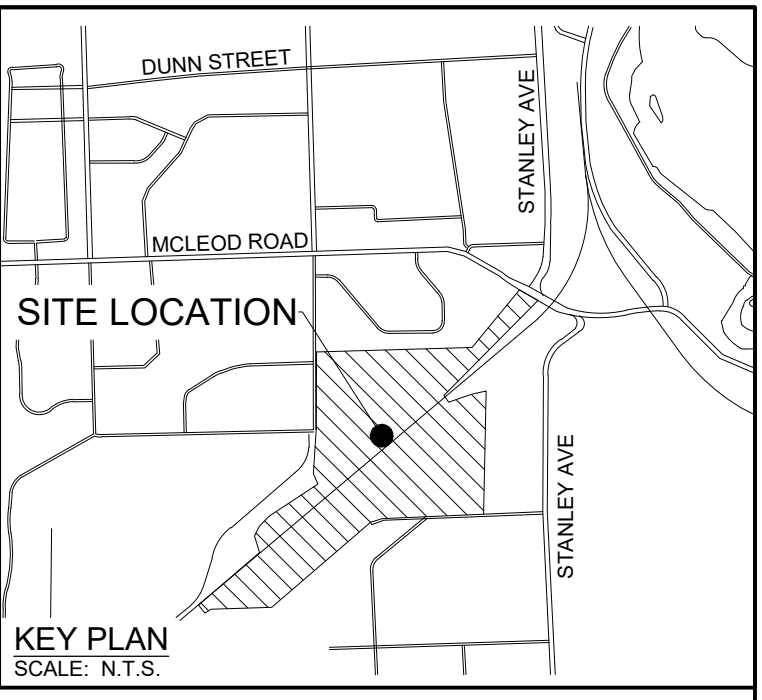 DUNN STREET
STANLEY AVE
MCLEOD ROAD
SITE LOCATION
STANLEY AVE
KEY PLAN
SCALE: N.T.S.